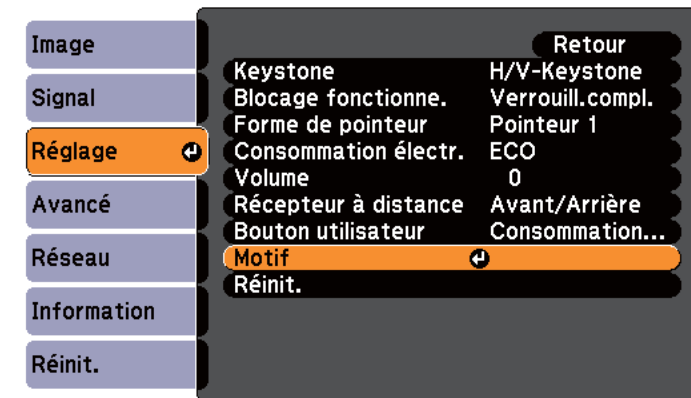 Image
Signal
Réglage
Avancé
Réseau
Information
Réinit.
Retour
Keystone H/V-Keystone
Blocage fonctionne. Verrouill.compl.
Forme de pointeur Pointeur 1
Consommation électr. ECO
Volume 0
Récepteur à distance Avant/Arrière
Bouton utilisateur Consommation...
Motif
Réinit.